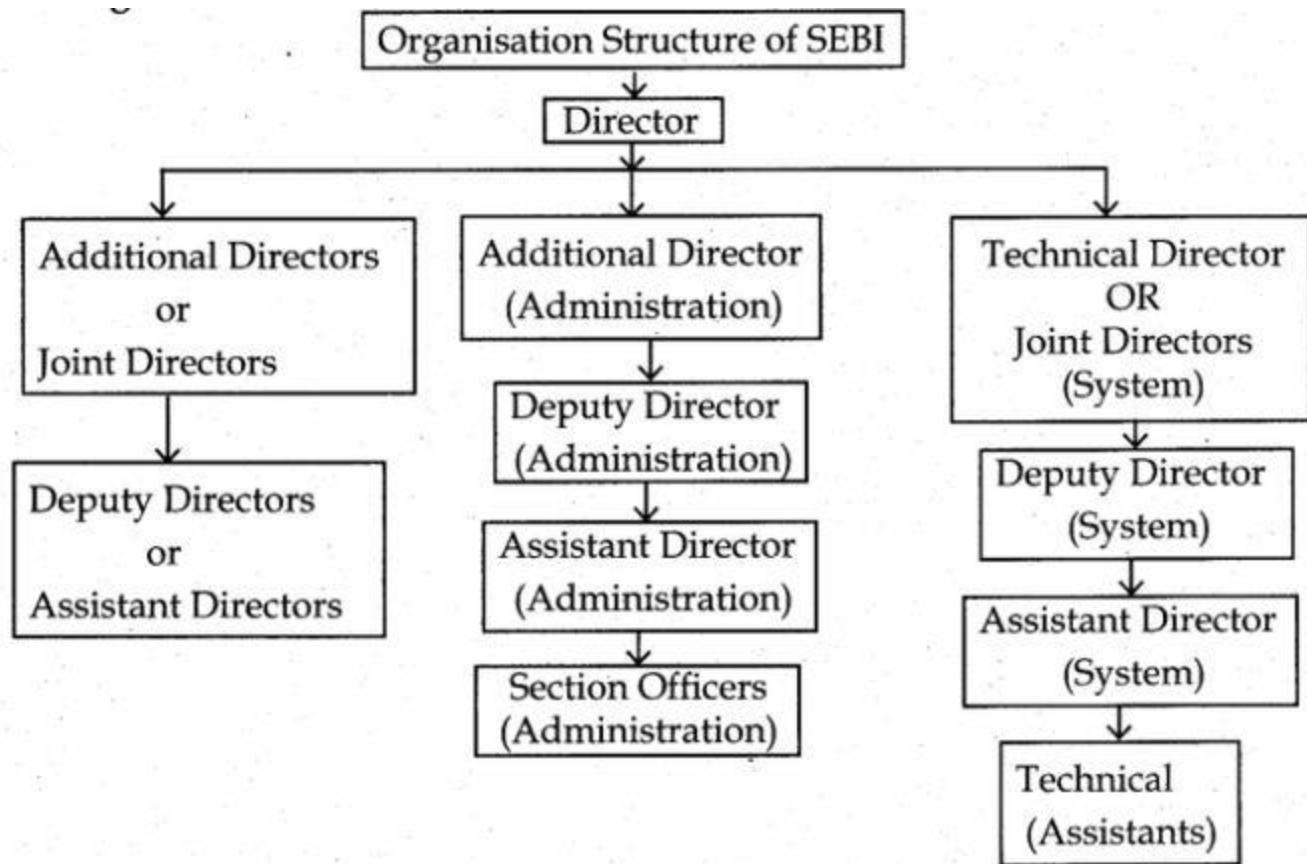 Organisation Structure of SEBI
Director
Additional Directors
or
Joint Directors
Deputy Directors
or
Assistant Directors
Additional Director
(Administration)
Deputy Director
(Administration)
Assistant Director
(Administration)
Section Officers
(Administration)
Technical Director
OR
Joint Directors
(System)
Deputy Director
(System)
Assistant Director
(System)
Technical
(Assistants)